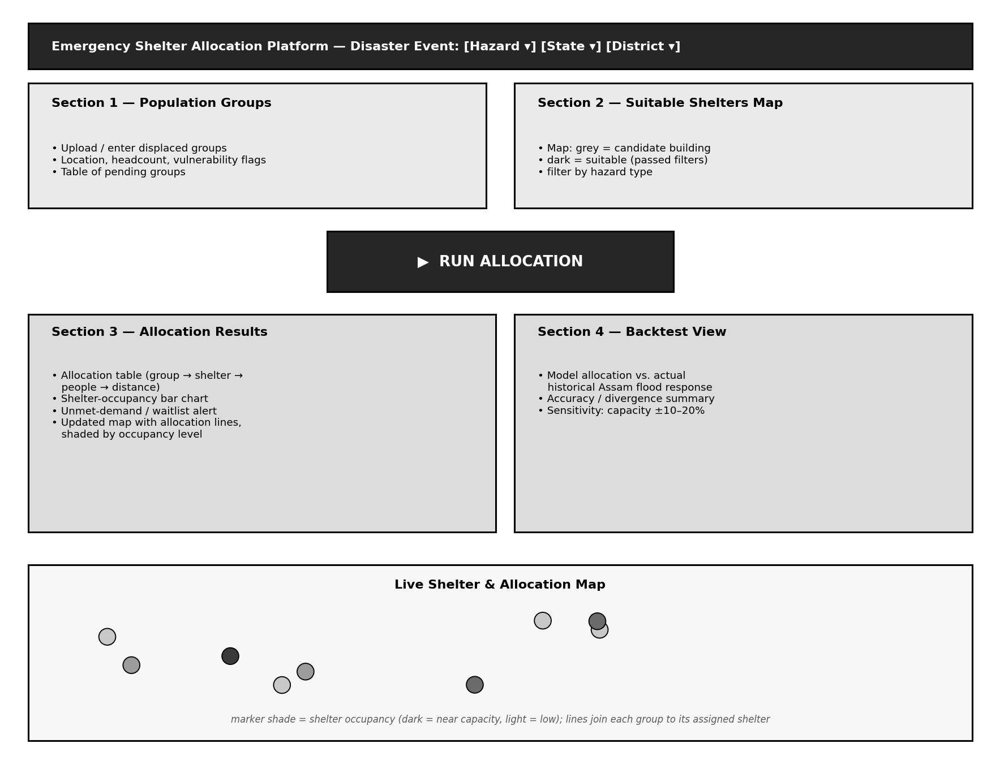 Emergency Shelter Allocation Platform — Disaster Event: [Hazard ▾] [State ▾] [District ▾]
Section 1 — Population Groups
• Upload / enter displaced groups
• Location, headcount, vulnerability flags
• Table of pending groups
Section 2 — Suitable Shelters Map
• Map: grey = candidate building
• dark = suitable (passed filters)
• filter by hazard type
▶ RUN ALLOCATION
Section 3 — Allocation Results
• Allocation table (group → shelter →
people → distance)
• Shelter-occupancy bar chart
• Unmet-demand / waitlist alert
• Updated map with allocation lines,
shaded by occupancy level
Section 4 — Backtest View
• Model allocation vs. actual
historical Assam flood response
• Accuracy / divergence summary
• Sensitivity: capacity ±10–20%
Live Shelter & Allocation Map
marker shade = shelter occupancy (dark = near capacity, light = low); lines join each group to its assigned shelter